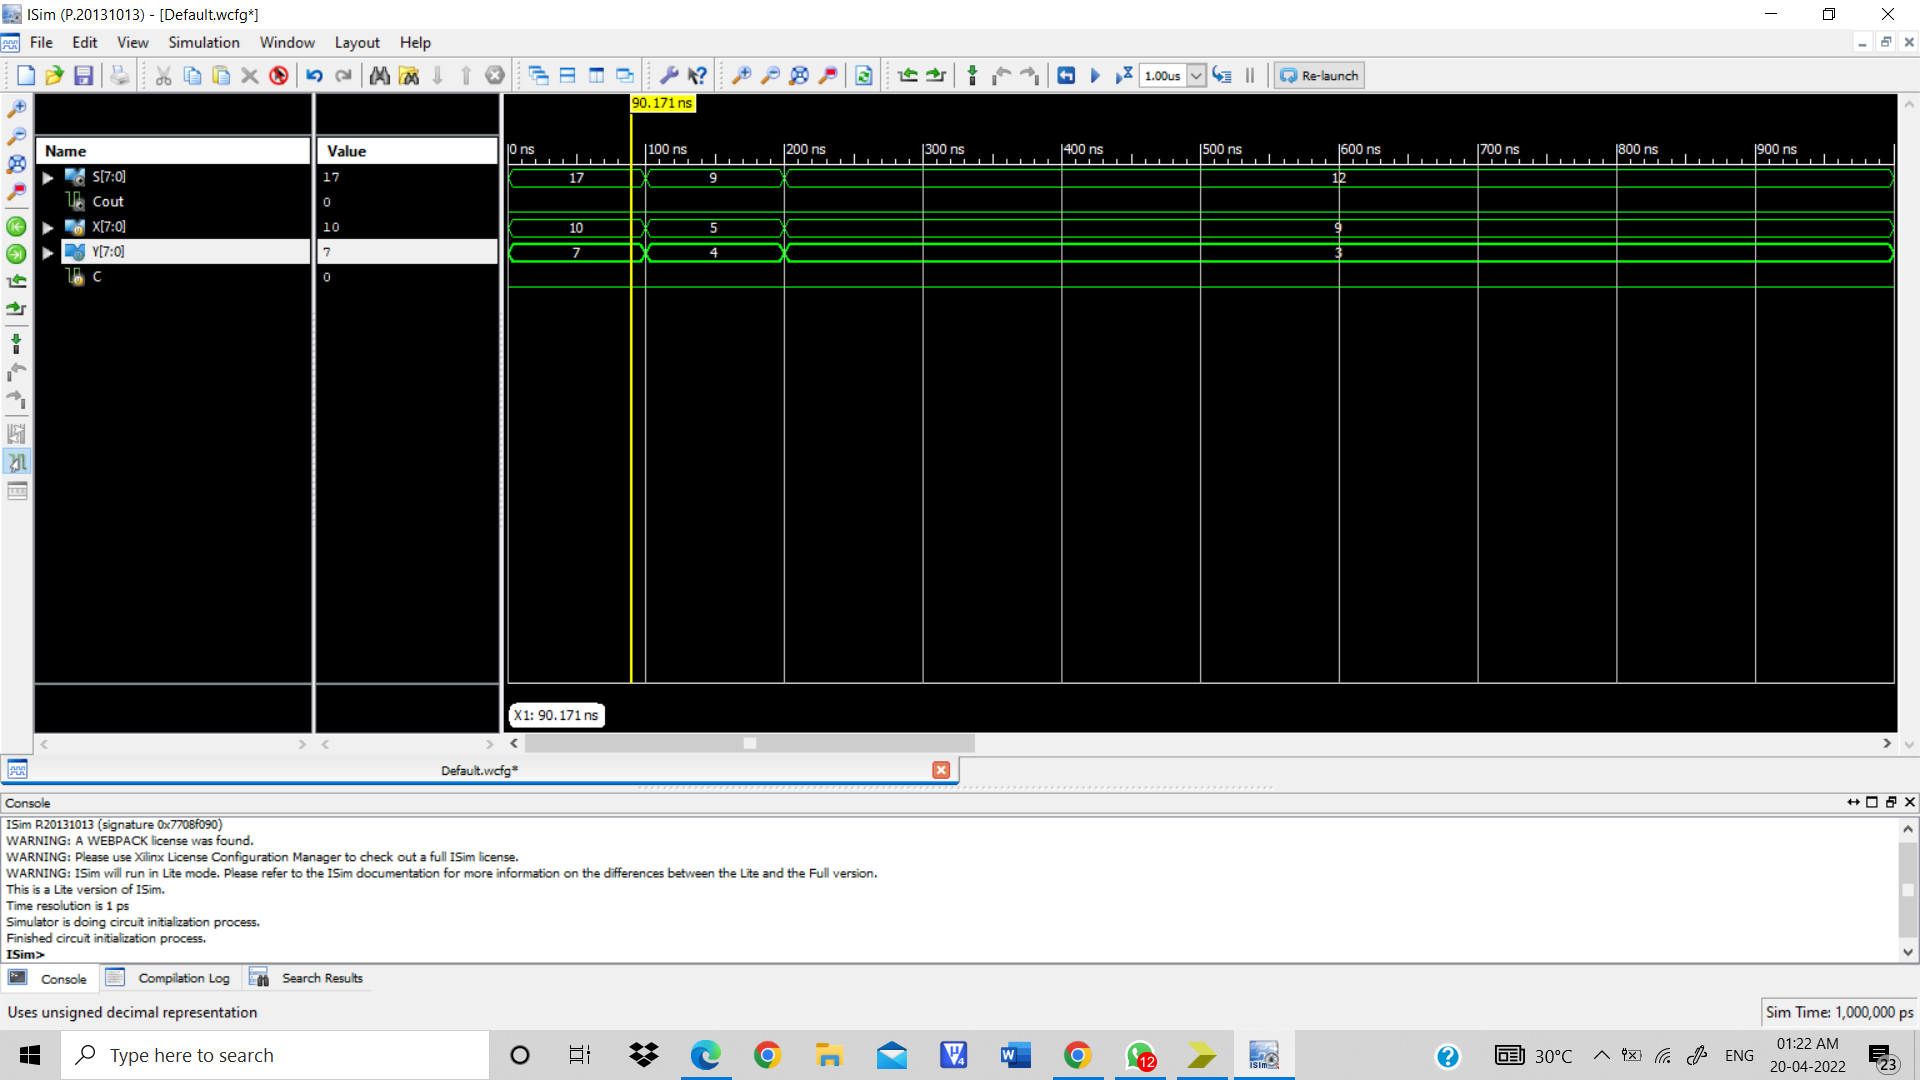 ISim (P.20131013) - [Default.wcfg*]
File Edit View Simulation Window Layout Help
1.00us Re-launch
90.171 ns
Name Value
0 ns 100 ns 200 ns 300 ns 400 ns 500 ns 600 ns 700 ns 800 ns 900 ns
S[7:0] 17 17 9 12
Cout 0
X[7:0] 10 10 5 9
Y[7:0] 7 7 4 3
C 0
X1: 90.171 ns
Default.wcfg*
Console
ISim P.20131013 (signature 0x7708f090)
WARNING: A WEBPACK license was found.
WARNING: Please use Xilinx License Configuration Manager to check out a full ISim license.
WARNING: ISim will run in Lite mode. Please refer to the ISim documentation for more information on the differences between the Lite and the Full version.
This is a Lite version of ISim.
Time resolution is 1 ps
Simulator is doing circuit initialization process.
Finished circuit initialization process.
ISim>
Console Compilation Log Search Results
Uses unsigned decimal representation
Sim Time: 1,000,000 ps
Type here to search
4
W
12
ISim
30°C
ENG
01:22 AM
20-04-2022
23